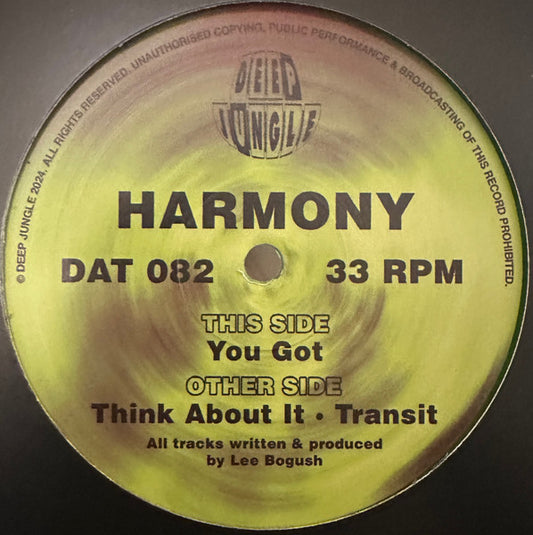 © DEEP JUNGLE 2024. ALL RIGHTS RESERVED. UNAUTHORISED COPYING, PUBLIC PERFORMANCE & BROADCASTING OF THIS RECORD PROHIBITED.
DEEP
JUNGLE
HARMONY
DAT 082 33 RPM
THIS SIDE
You Got
OTHER SIDE
Think About It • Transit
All tracks written & produced
by Lee Bogush